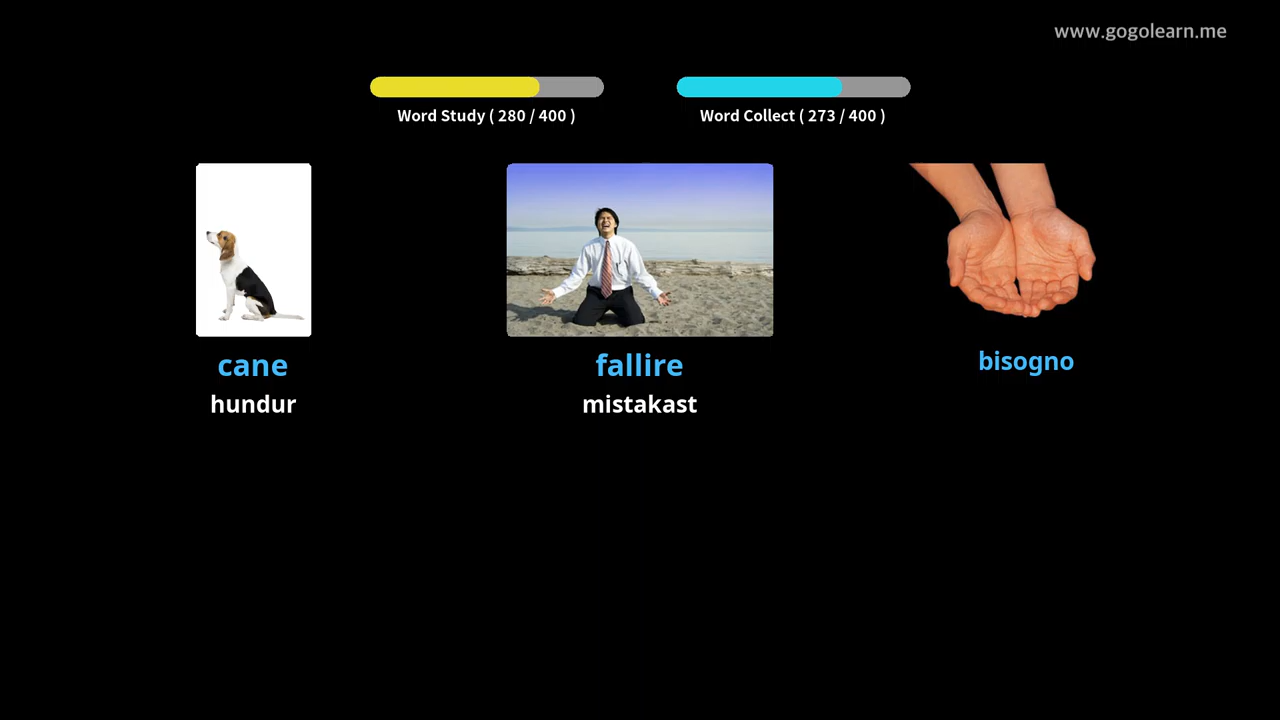 www.gogolearn.me
Word Study ( 280 / 400 )
Word Collect ( 273 / 400 )
cane
hundur
fallire
mistakast
bisogno